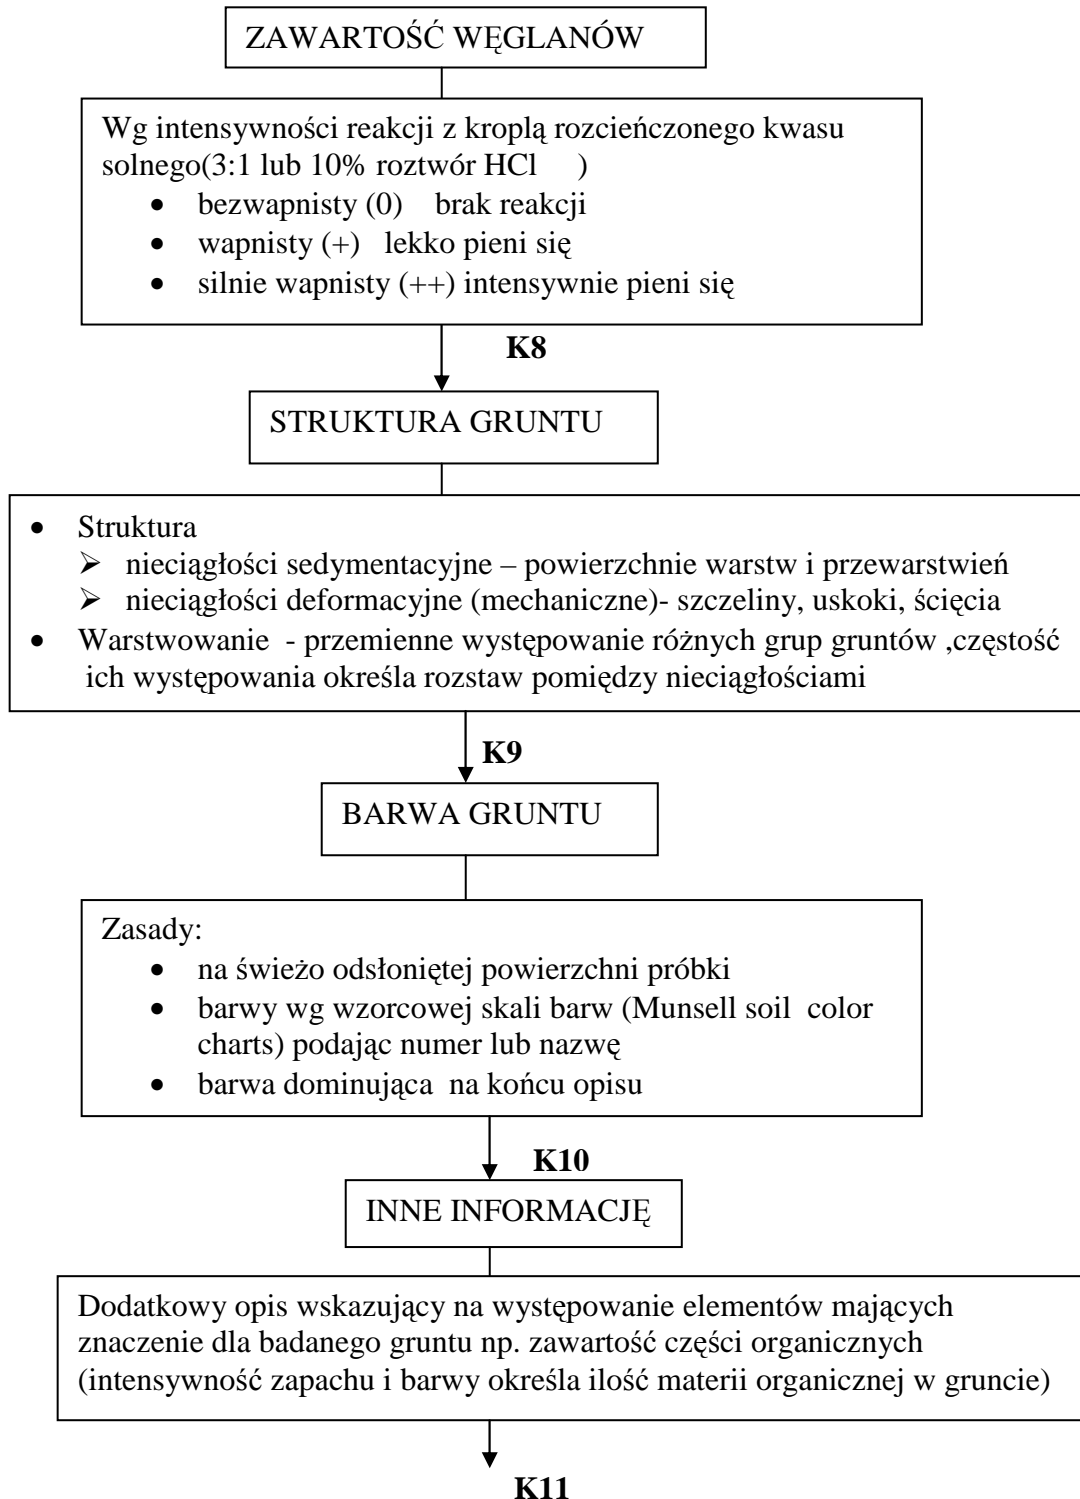 ZAWARTOŚĆ WĘGLANÓW
Wg intensywności reakcji z kroplą rozcieńczonego kwasu
solnego(3:1 lub 10% roztwór HCl )
• bezwapnisty (0) brak reakcji
• wapnisty (+) lekko pieni się
• silnie wapnisty (++) intensywnie pieni się
K8
STRUKTURA GRUNTU
• Struktura
➢ nieciągłości sedymentacyjne – powierzchnie warstw i przewarstwień
➢ nieciągłości deformacyjne (mechaniczne)- szczeliny, uskoki, ścięcia
• Warstwowanie - przemienne występowanie różnych grup gruntów ,częstość
ich występowania określa rozstaw pomiędzy nieciągłościami
K9
BARWA GRUNTU
Zasady:
• na świeżo odsłoniętej powierzchni próbki
• barwy wg wzorcowej skali barw (Munsell soil color
charts) podając numer lub nazwę
• barwa dominująca na końcu opisu
K10
INNE INFORMACJĘ
Dodatkowy opis wskazujący na występowanie elementów mających
znaczenie dla badanego gruntu np. zawartość części organicznych
(intensywność zapachu i barwy określa ilość materii organicznej w gruncie)
K11